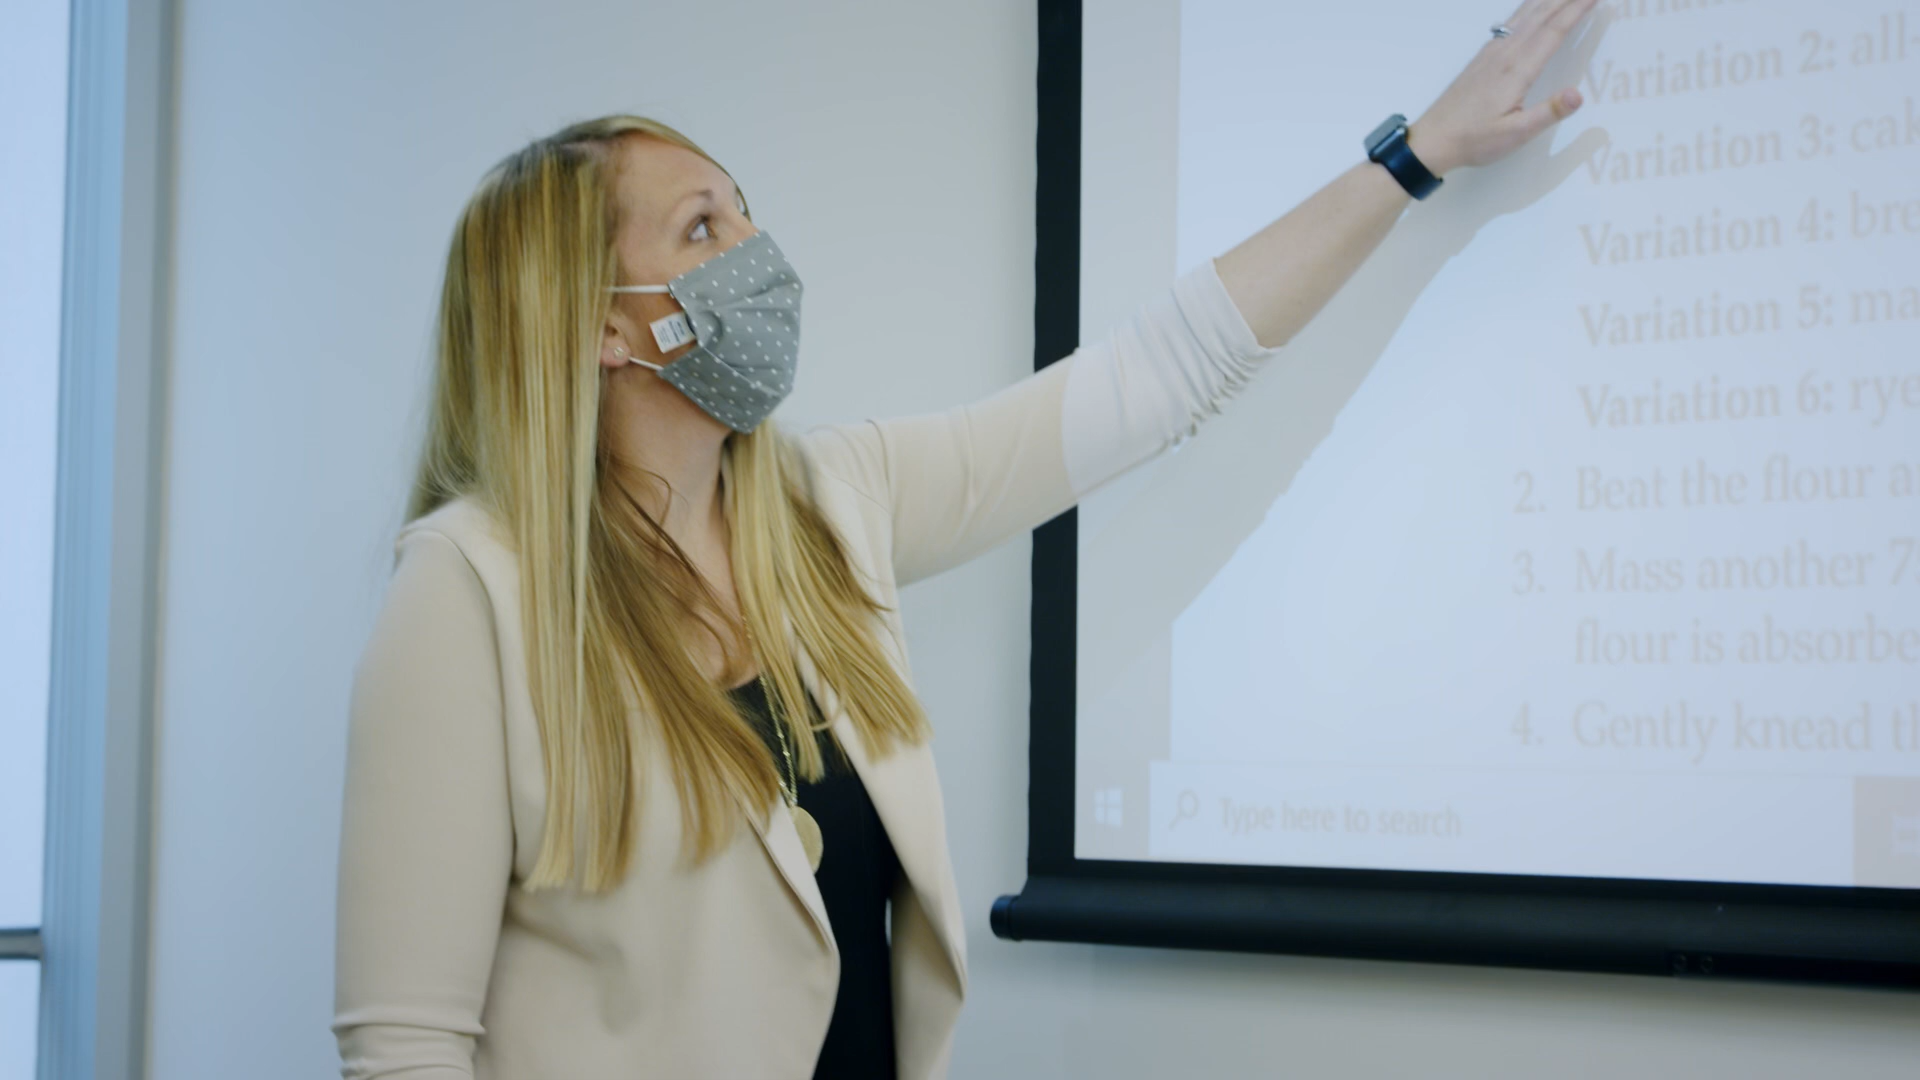 Variation 2: all-
Variation 3: cak
Variation 4: bre
Variation 5: ma
Variation 6: rye
2. Beat the flour a
3. Mass another 7
flour is absorbe
4. Gently knead th
Type here to search